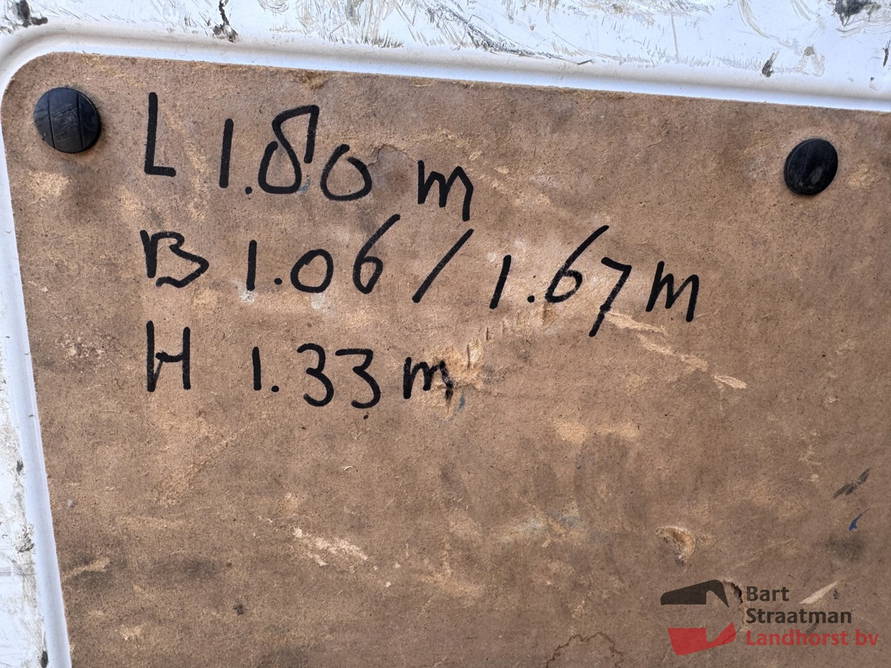 L 1.80 m
B 1.06 / 1.67 m
H 1.33 m
Bart
Straatman
Landhorst bv